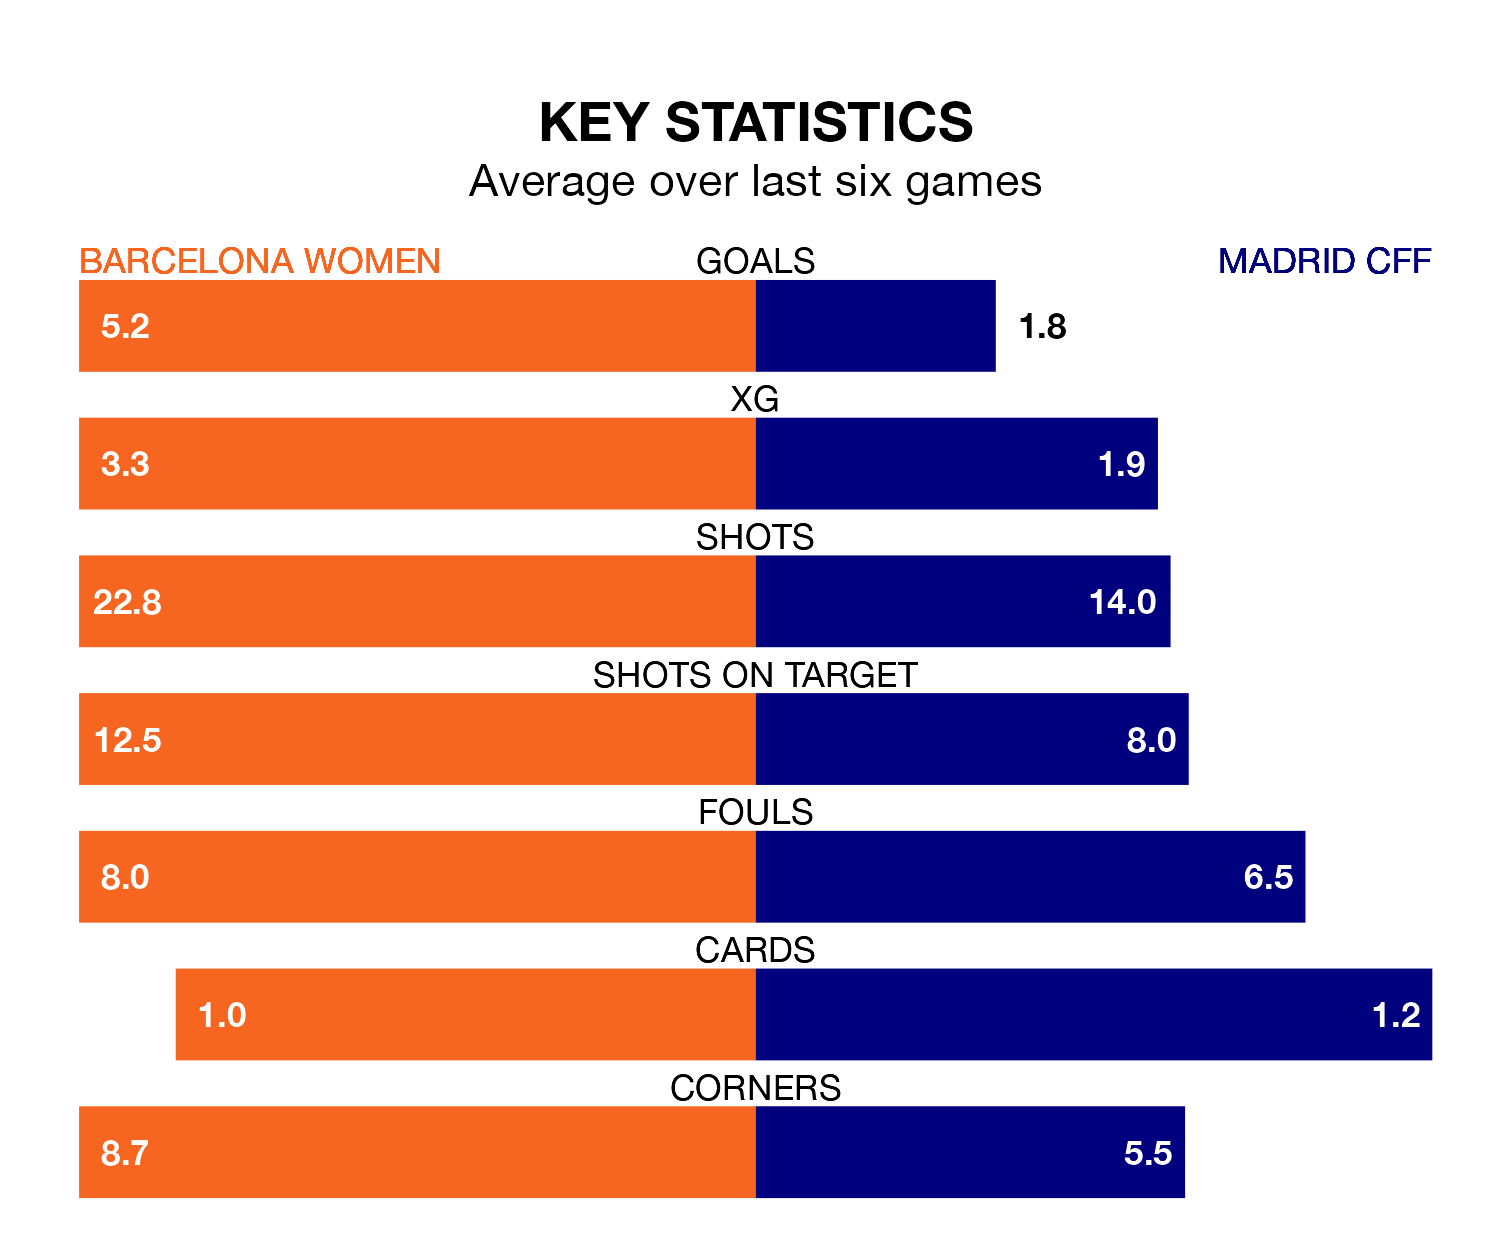 KEY STATISTICS
Average over last six games
BARCELONA WOMEN GOALS MADRID CFF
5.2 1.8
XG
3.3 1.9
SHOTS
22.8 14.0
SHOTS ON TARGET
12.5 8.0
FOULS
8.0 6.5
CARDS
1.0 1.2
CORNERS
8.7 5.5